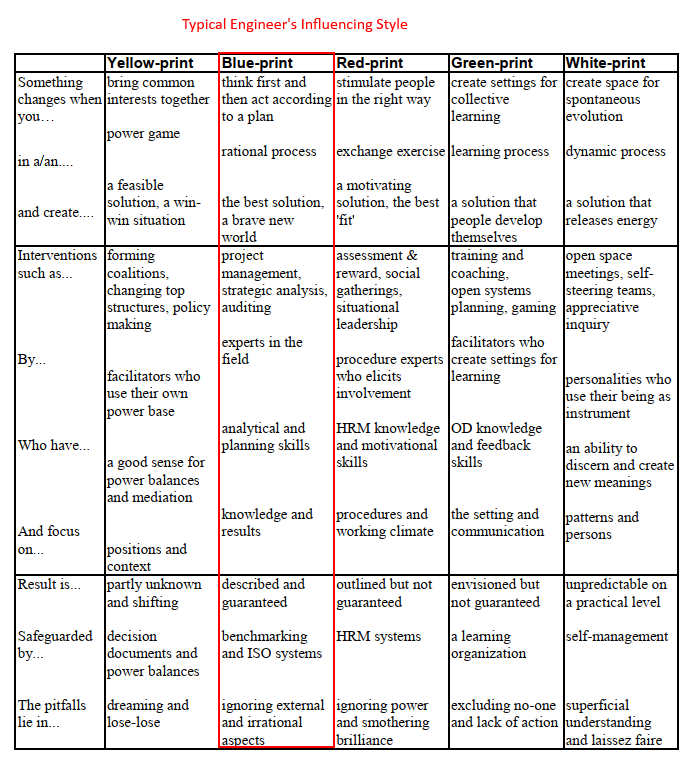 Typical Engineer's Influencing Style
Yellow-print
Blue-print
Red-print
Green-print
White-print
Something
changes when
you…
bring common
interests together
think first and
then act according
to a plan
stimulate people
in the right way
create settings for
collective
learning
create space for
spontaneous
evolution
in a/an....
power game
rational process
exchange exercise
learning process
dynamic process
and create....
a feasible
solution, a win-
win situation
the best solution,
a brave new
world
a motivating
solution, the best
'fit'
a solution that
people develop
themselves
a solution that
releases energy
Interventions
such as...
forming
coalitions,
changing top
structures, policy
making
project
management,
strategic analysis,
auditing
assessment &
reward, social
gatherings,
situational
leadership
training and
coaching,
open systems
planning, gaming
open space
meetings, self-
steering teams,
appreciative
inquiry
By...
facilitators who
use their own
power base
experts in the
field
procedure experts
who elicits
involvement
facilitators who
create settings for
learning
personalities who
use their being as
instrument
Who have...
a good sense for
power balances
and mediation
analytical and
planning skills
HRM knowledge
and motivational
skills
OD knowledge
and feedback
skills
an ability to
discern and create
new meanings
And focus
on...
positions and
context
knowledge and
results
procedures and
working climate
the setting and
communication
patterns and
persons
Result is...
partly unknown
and shifting
described and
guaranteed
outlined but not
guaranteed
envisioned but
not guaranteed
unpredictable on
a practical level
Safeguarded
by...
decision
documents and
power balances
benchmarking
and ISO systems
HRM systems
a learning
organization
self-management
The pitfalls
lie in...
dreaming and
lose-lose
ignoring external
and irrational
aspects
ignoring power
and smothering
brilliance
excluding no-one
and lack of action
superficial
understanding
and laissez faire